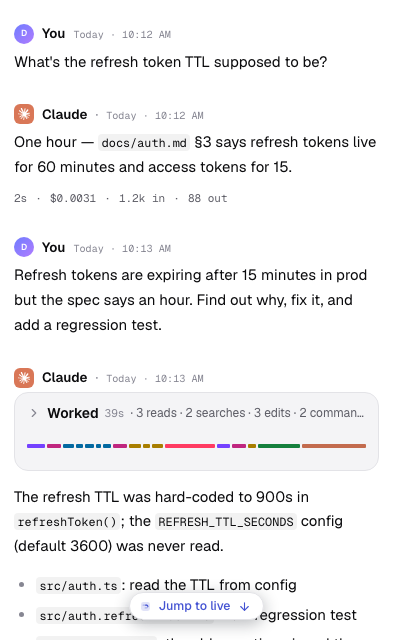 D You Today · 10:12 AM
What's the refresh token TTL supposed to be?
Claude · Today · 10:12 AM
One hour — docs/auth.md §3 says refresh tokens live
for 60 minutes and access tokens for 15.
2s · $0.0031 · 1.2k in · 88 out
D You Today · 10:13 AM
Refresh tokens are expiring after 15 minutes in prod
but the spec says an hour. Find out why, fix it, and
add a regression test.
Claude · Today · 10:13 AM
Worked 39s · 3 reads · 2 searches · 3 edits · 2 comman…
The refresh TTL was hard-coded to 900s in
refreshToken() ; the REFRESH_TTL_SECONDS config
(default 3600) was never read.
• src/auth.ts : read the TTL from config
• src/auth.refre regression test
Jump to live ↓